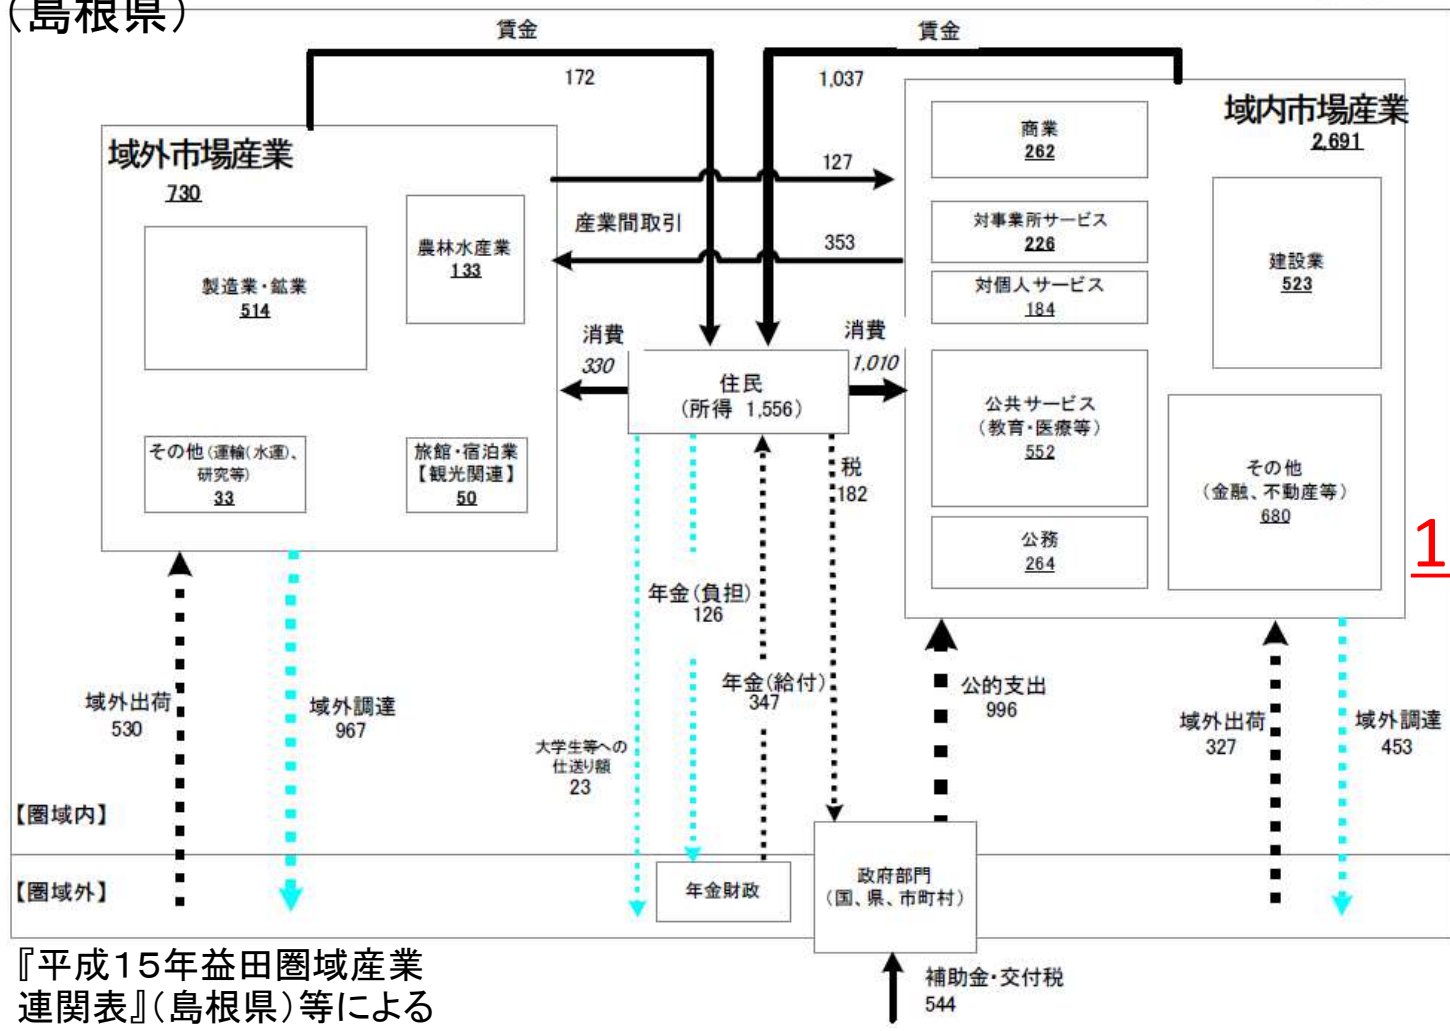 （島根県）
賃金
172
賃金
1,037
域外市場産業
730
製造業・鉱業
514
農林水産業
133
その他（運輸（水運）、
研究等）
33
旅館・宿泊業
【観光関連】
50
127
産業間取引
353
域内市場産業
2,691
商業
262
対事業所サービス
226
対個人サービス
184
建設業
523
公共サービス
（教育・医療等）
552
その他
（金融、不動産等）
680
公務
264
1
消費
330
住民
（所得 1,556）
消費
1,010
税
182
年金（負担）
126
年金（給付）
347
大学生等への
仕送り額
23
域外出荷
530
域外調達
967
公的支出
996
域外出荷
327
域外調達
453
【圏域内】
【圏域外】
年金財政
政府部門
（国、県、市町村）
補助金・交付税
544
『平成１５年益田圏域産業
連関表』（島根県）等による